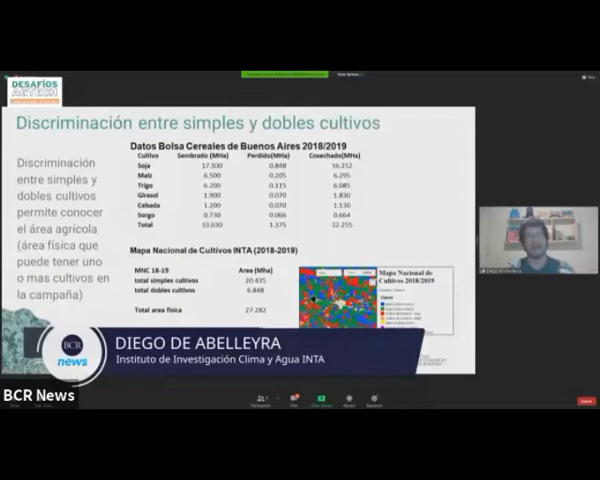 DESAFÍOS
AGTECH
Discriminación entre simples y dobles cultivos
Discriminación
entre simples y
dobles cultivos
permite conocer
el área agrícola
(área física que
puede tener uno
o mas cultivos en
la campaña)
Datos Bolsa Cereales de Buenos Aires 2018/2019
Cultivo Sembrado (MHa) Perdido(MHa) Cosechado(MHa)
Soja 17.100 0.848 16.252
Maíz 6.500 0.205 6.295
Trigo 6.200 0.115 6.085
Girasol 1.900 0.070 1.830
Cebada 1.200 0.070 1.130
Sorgo 0.730 0.066 0.664
Total 33.630 1.375 32.255
Mapa Nacional de Cultivos INTA (2018-2019)
MNC 18-19 Area (Mha)
total simples cultivos 20.435
total dobles cultivos 6.848
Total area física 27.282
Mapa Nacional de
Cultivos 2018/2019
BCR
news
DIEGO DE ABELLEYRA
Instituto de Investigación Clima y Agua INTA
BCR News